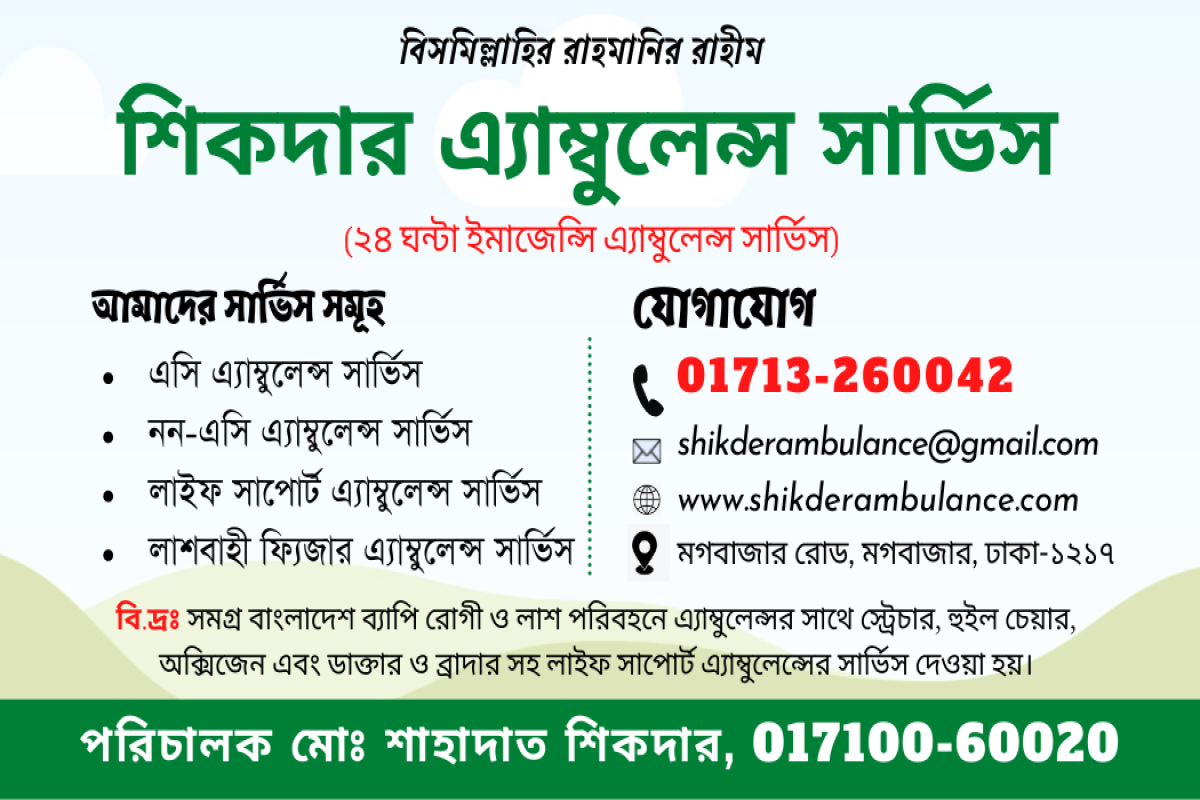 বিসমিল্লাহির রাহমানির রাহীম
শিকদার এ্যাম্বুলেন্স সার্ভিস
(২৪ ঘন্টা ইমাজেন্সি এ্যাম্বুলেন্স সার্ভিস)
আমাদের সার্ভিস সমূহ
• এসি এ্যাম্বুলেন্স সার্ভিস
• নন-এসি এ্যাম্বুলেন্স সার্ভিস
• লাইফ সাপোর্ট এ্যাম্বুলেন্স সার্ভিস
• লাশবাহী ফ্যিজার এ্যাম্বুলেন্স সার্ভিস
যোগাযোগ
01713-260042
shikderambulance@gmail.com
www.shikderambulance.com
মগবাজার রোড, মগবাজার, ঢাকা-১২১৭
বি.দ্রঃ সমগ্র বাংলাদেশ ব্যাপি রোগী ও লাশ পরিবহনে এ্যাম্বুলেন্সর সাথে স্ট্রেচার, হুইল চেয়ার,
অক্সিজেন এবং ডাক্তার ও ব্রাদার সহ লাইফ সাপোর্ট এ্যাম্বুলেন্সের সার্ভিস দেওয়া হয়।
পরিচালক মোঃ শাহাদাত শিকদার, 017100-60020